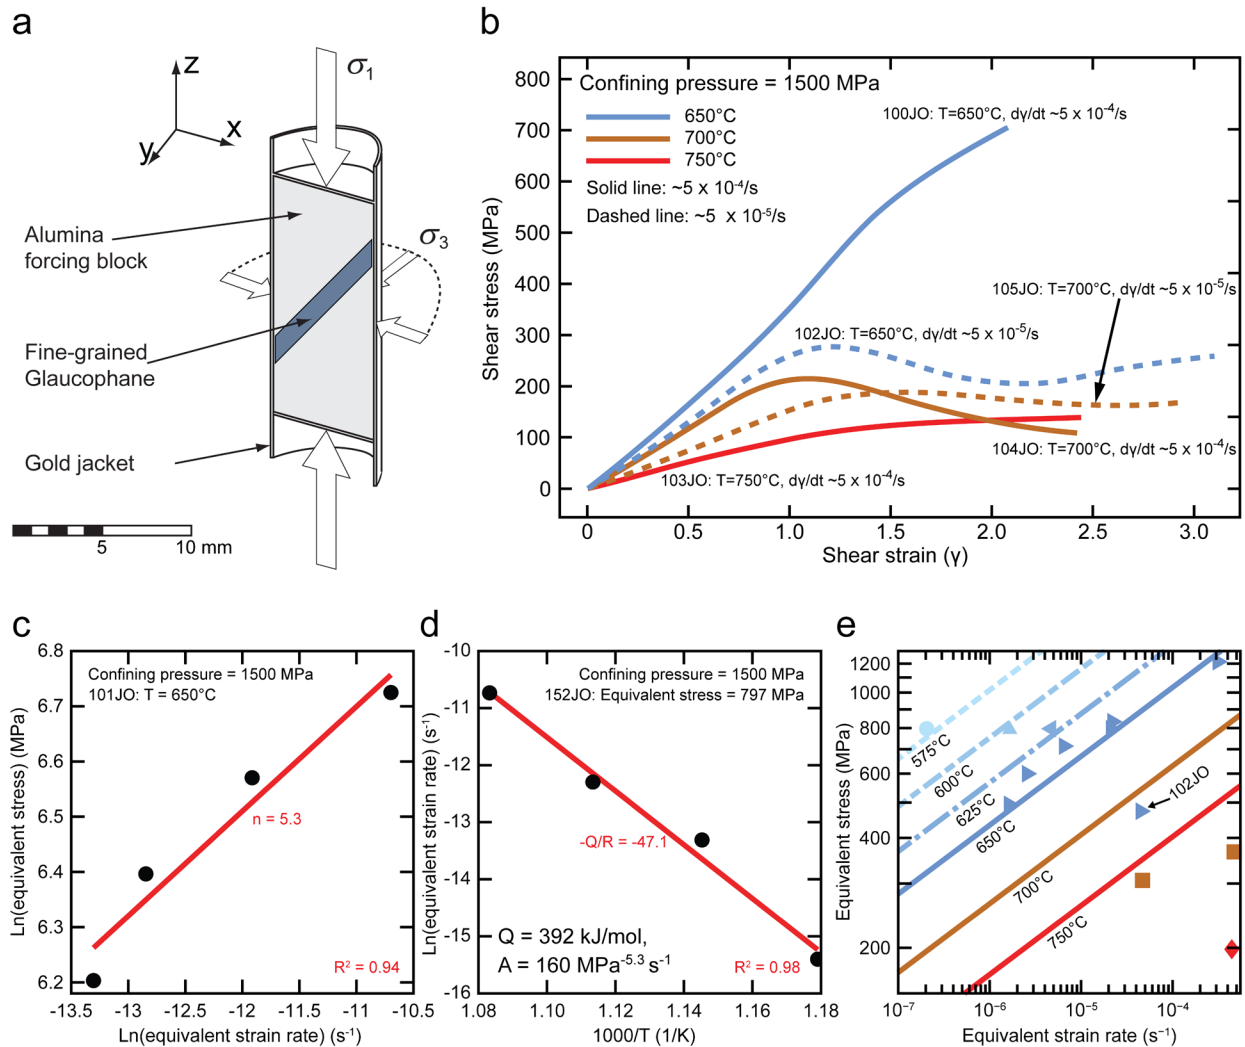 a
z
x
y
σ1
σ3
Alumina
forcing block
Fine-grained
Glaucophane
Gold jacket
5
10 mm
b
Confining pressure = 1500 MPa
650°C
700°C
750°C
Solid line: ~5 x 10⁻⁴/s
Dashed line: ~5 x 10⁻⁵/s
100JO: T=650°C, dγ/dt ~5 x 10⁻⁴/s
105JO: T=700°C, dγ/dt ~5 x 10⁻⁵/s
102JO: T=650°C, dγ/dt ~5 x 10⁻⁵/s
104JO: T=700°C, dγ/dt ~5 x 10⁻⁴/s
103JO: T=750°C, dγ/dt ~5 x 10⁻⁴/s
800
700
600
500
400
300
200
100
0
Shear stress (MPa)
0
0.5
1.0
1.5
2.0
2.5
3.0
Shear strain (γ)
c
Confining pressure = 1500 MPa
101JO: T = 650°C
n = 5.3
R² = 0.94
6.8
6.7
6.6
6.5
6.4
6.3
6.2
Ln(equivalent stress) (MPa)
-13.5
-13
-12.5
-12
-11.5
-11
-10.5
Ln(equivalent strain rate) (s⁻¹)
d
Confining pressure = 1500 MPa
152JO: Equivalent stress = 797 MPa
-Q/R = -47.1
Q = 392 kJ/mol,
A = 160 MPa⁻⁵·³ s⁻¹
R² = 0.98
-10
-11
-12
-13
-14
-15
-16
Ln(equivalent strain rate) (s⁻¹)
1.08
1.1
1.12
1.14
1.16
1.18
1000/T (1/K)
e
1200
1000
800
600
400
200
Equivalent stress (MPa)
575°C
600°C
625°C
650°C
700°C
750°C
102JO
10⁻⁷
10⁻⁶
10⁻⁵
10⁻⁴
Equivalent strain rate (s⁻¹)